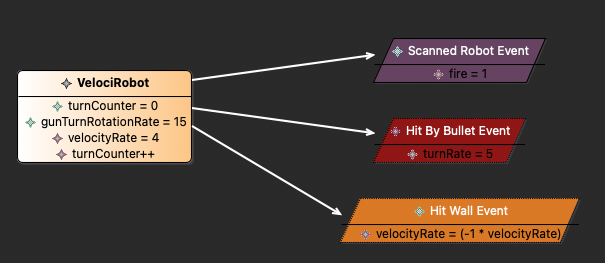 VelociRobot
turnCounter = 0
gunTurnRotationRate = 15
velocityRate = 4
turnCounter++
Scanned Robot Event
fire = 1
Hit By Bullet Event
turnRate = 5
Hit Wall Event
velocityRate = (-1 * velocityRate)